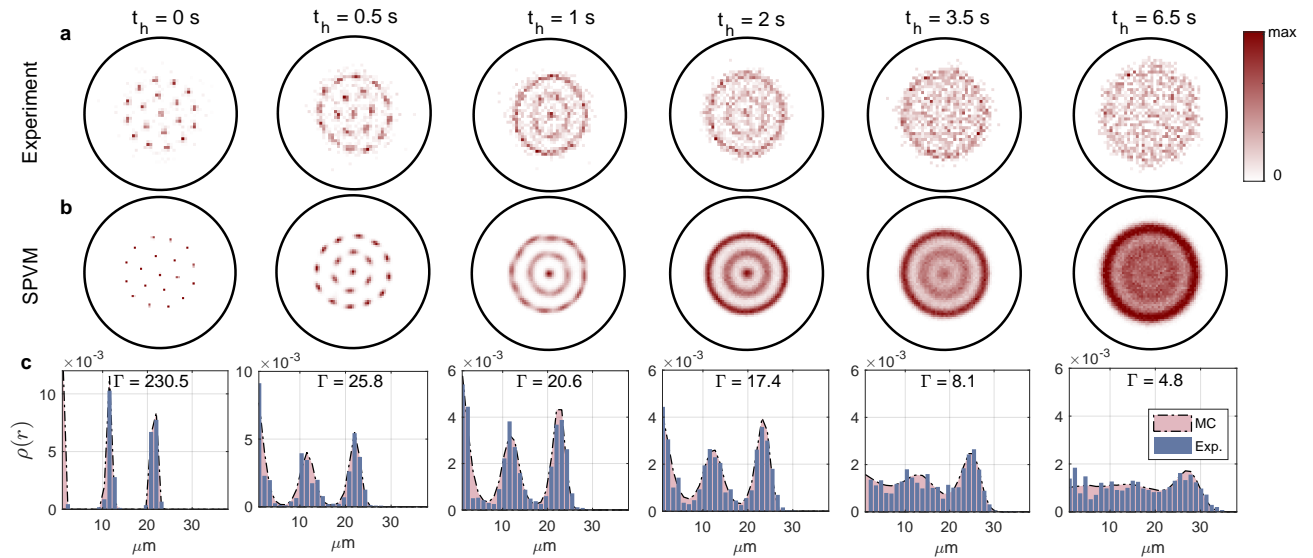 t_h = 0 s t_h = 0.5 s t_h = 1 s t_h = 2 s t_h = 3.5 s t_h = 6.5 s
a
Experiment
max
0
b
SPVM
c
×10⁻³ ×10⁻³ ×10⁻³ ×10⁻³ ×10⁻³ ×10⁻³
Γ = 230.5 Γ = 25.8 Γ = 20.6 Γ = 17.4 Γ = 8.1 Γ = 4.8
ρ(r)
10 5 0
10 5 0
6 4 2 0
6 4 2 0
6 4 2 0
6 4 2 0
MC
Exp.
0 10 20 30 0 10 20 30 10 20 30 10 20 30 10 20 30 10 20 30
μm μm μm μm μm μm